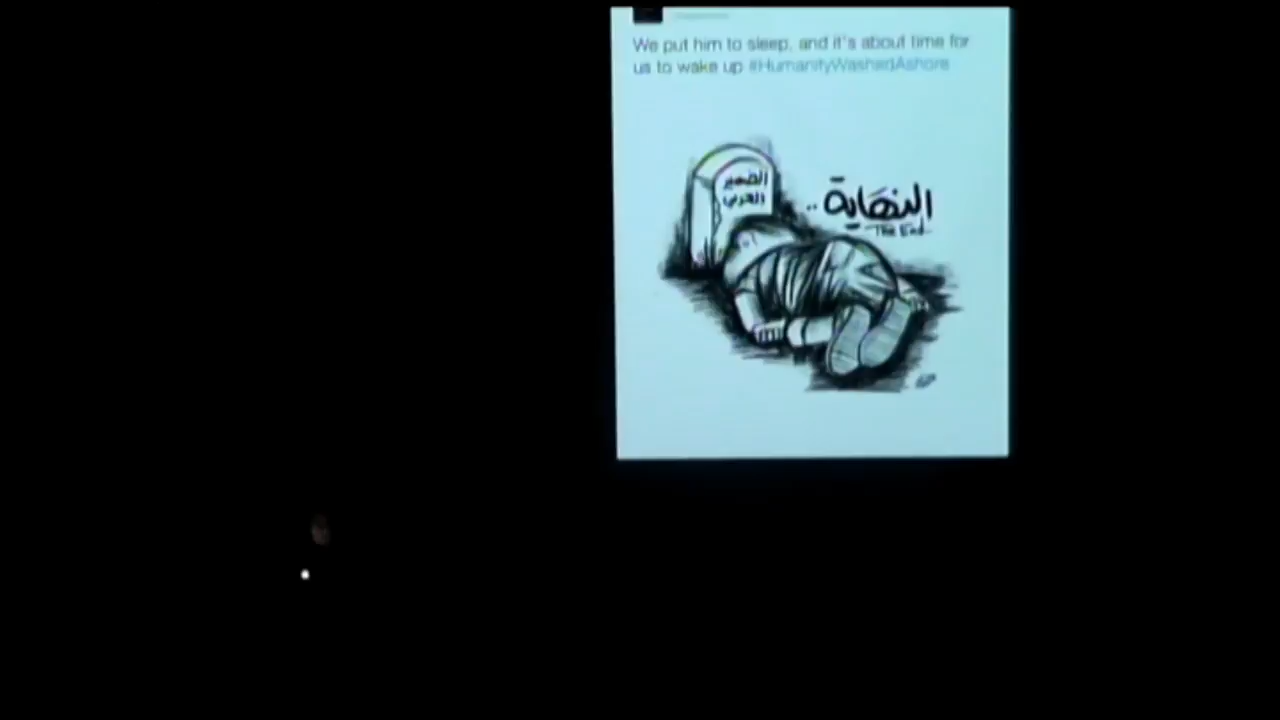 We put him to sleep, and it's about time for
us to wake up #HumanityWashedAshore
الضمير
العربي
النهاية..
The End